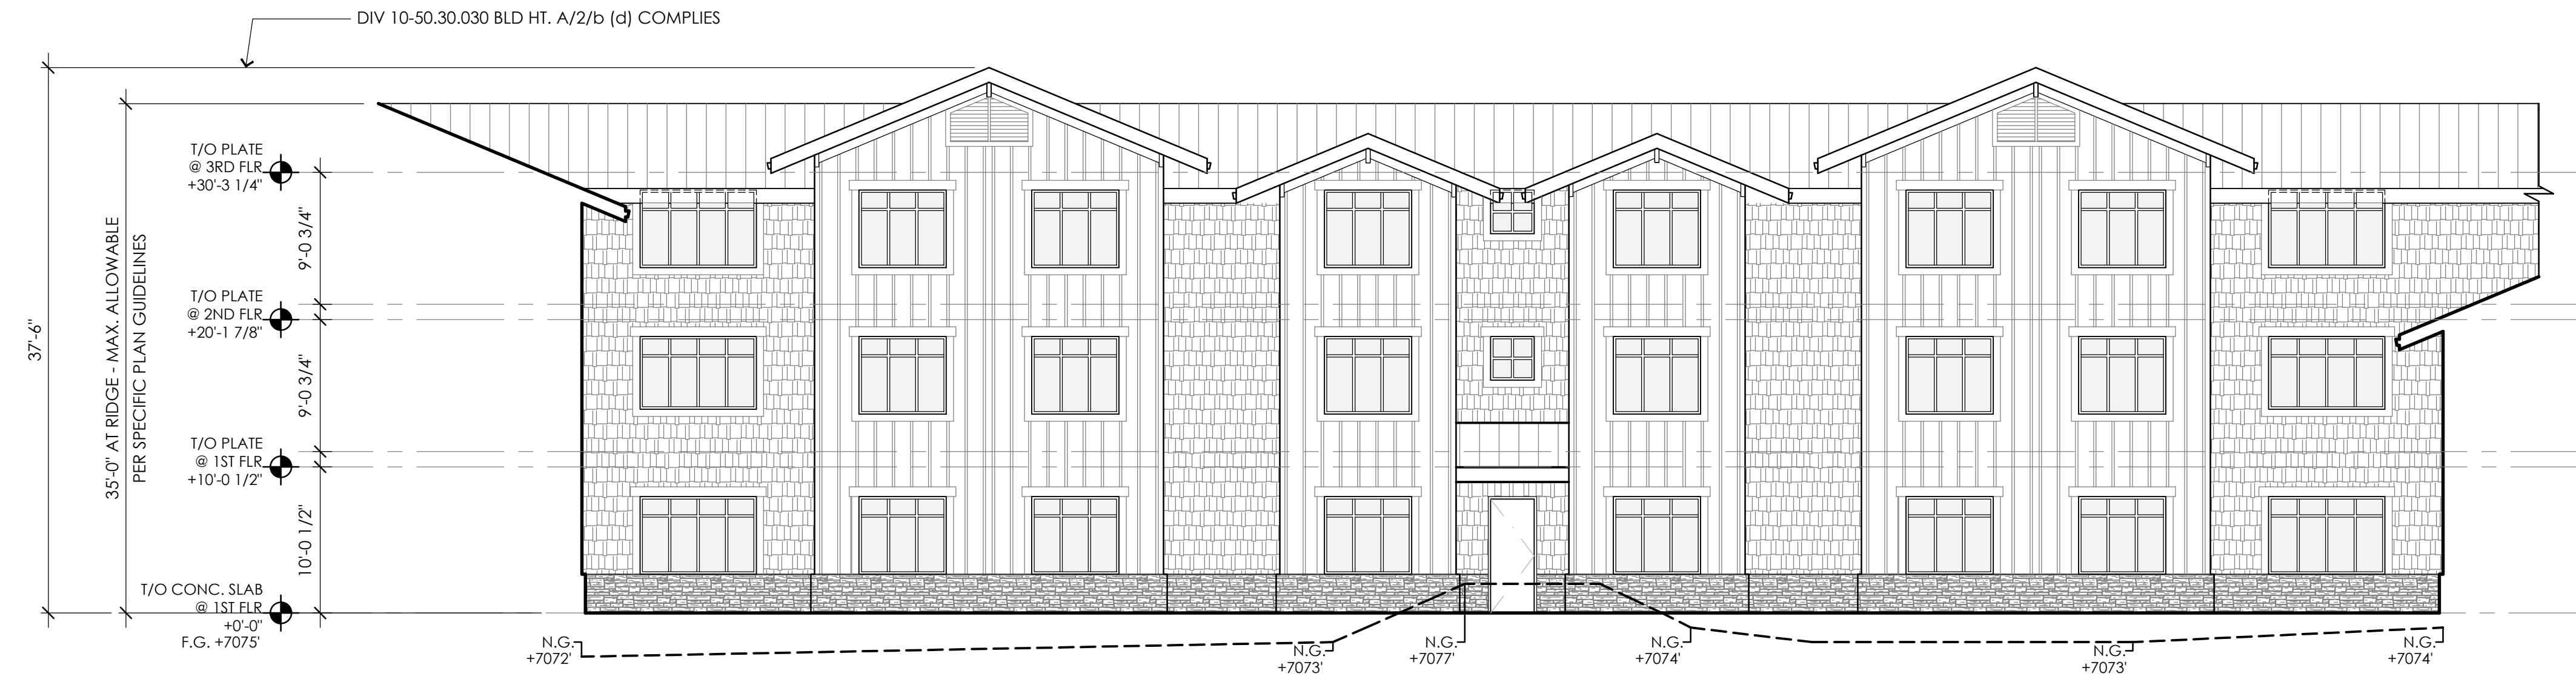 DIV 10-50.30.030 BLD HT. A/2/b (d) COMPLIES
37'-6"
35'-0" AT RIDGE - MAX. ALLOWABLE
PER SPECIFIC PLAN GUIDELINES
T/O PLATE
@ 3RD FLR
+30'-3 1/4"
9'-0 3/4"
T/O PLATE
@ 2ND FLR
+20'-1 7/8"
9'-0 3/4"
T/O PLATE
@ 1ST FLR
+10'-0 1/2"
10'-0 1/2"
T/O CONC. SLAB
@ 1ST FLR
+0'-0"
F.G. +7075'
N.G.
+7072'
N.G.
+7073'
N.G.
+7077'
N.G.
+7074'
N.G.
+7073'
N.G.
+7074'